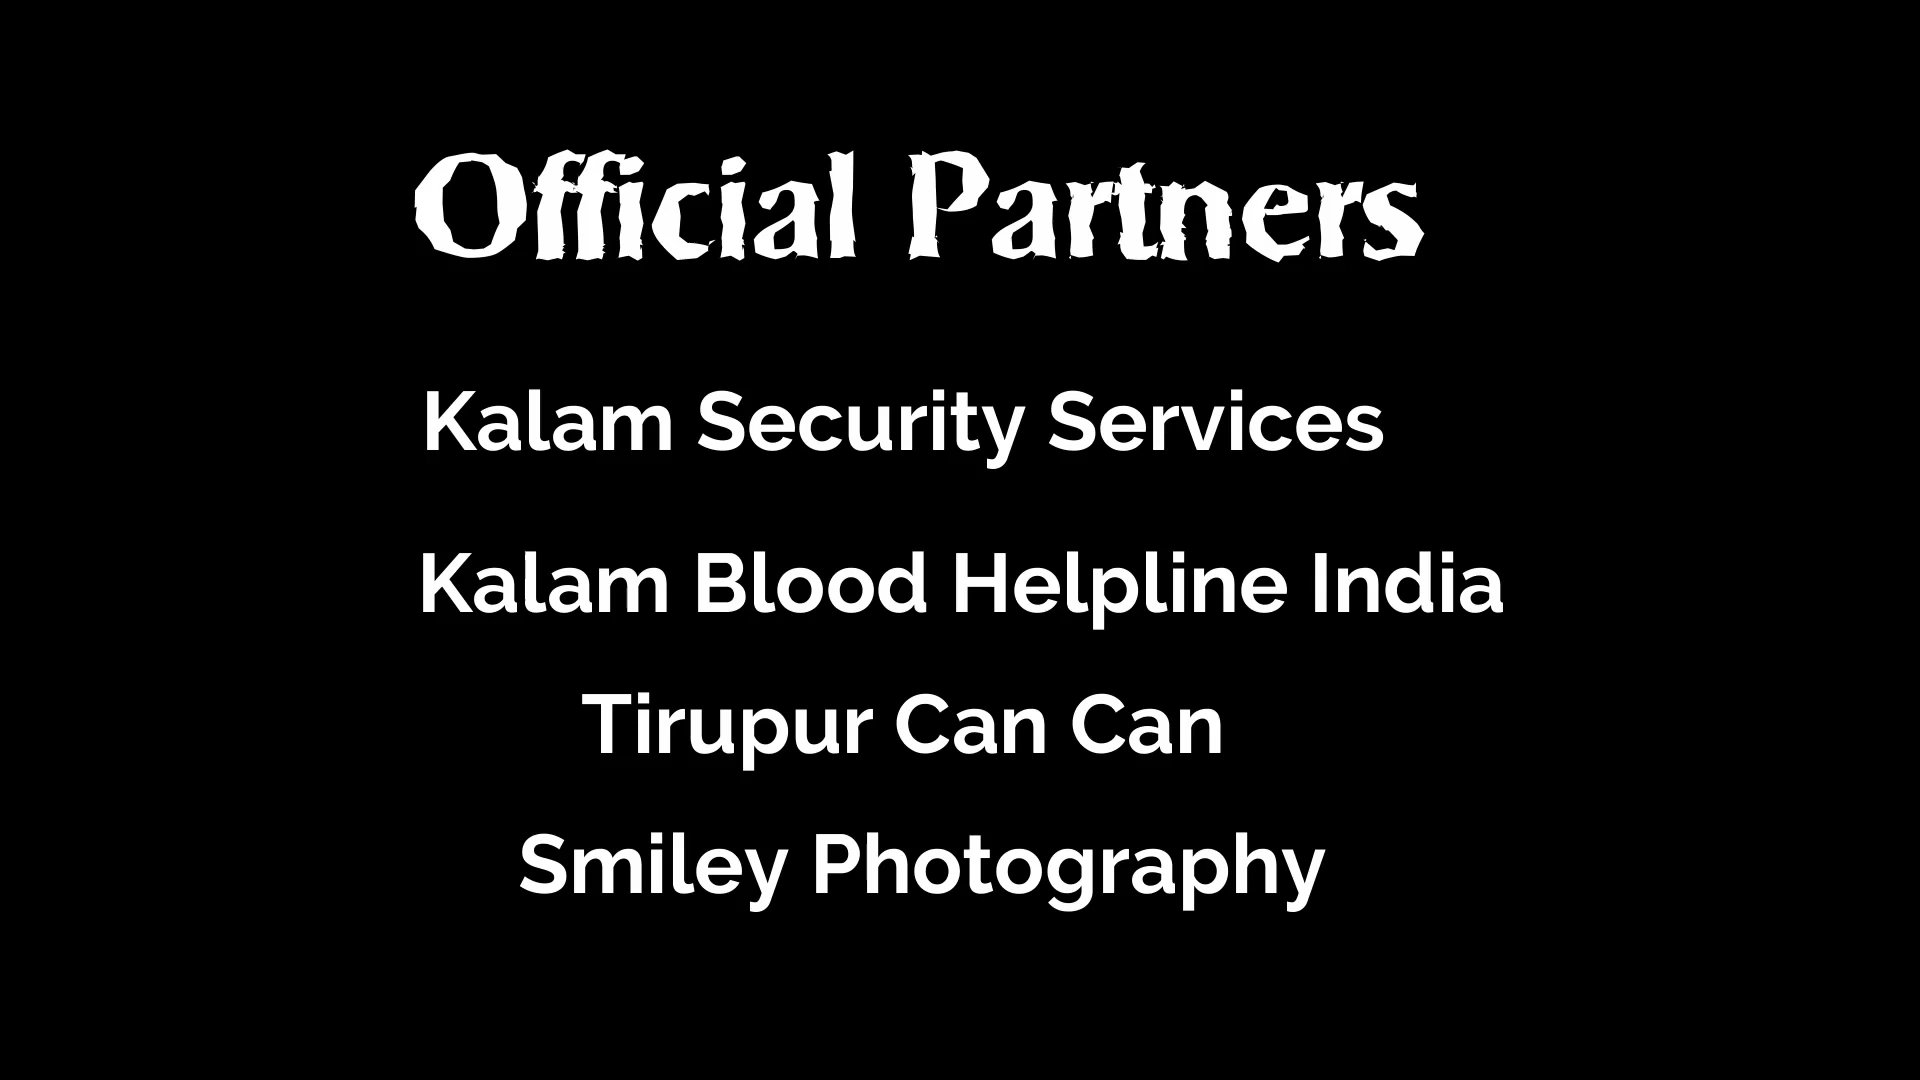 Official Partners
Kalam Security Services
Kalam Blood Helpline India
Tirupur Can Can
Smiley Photography